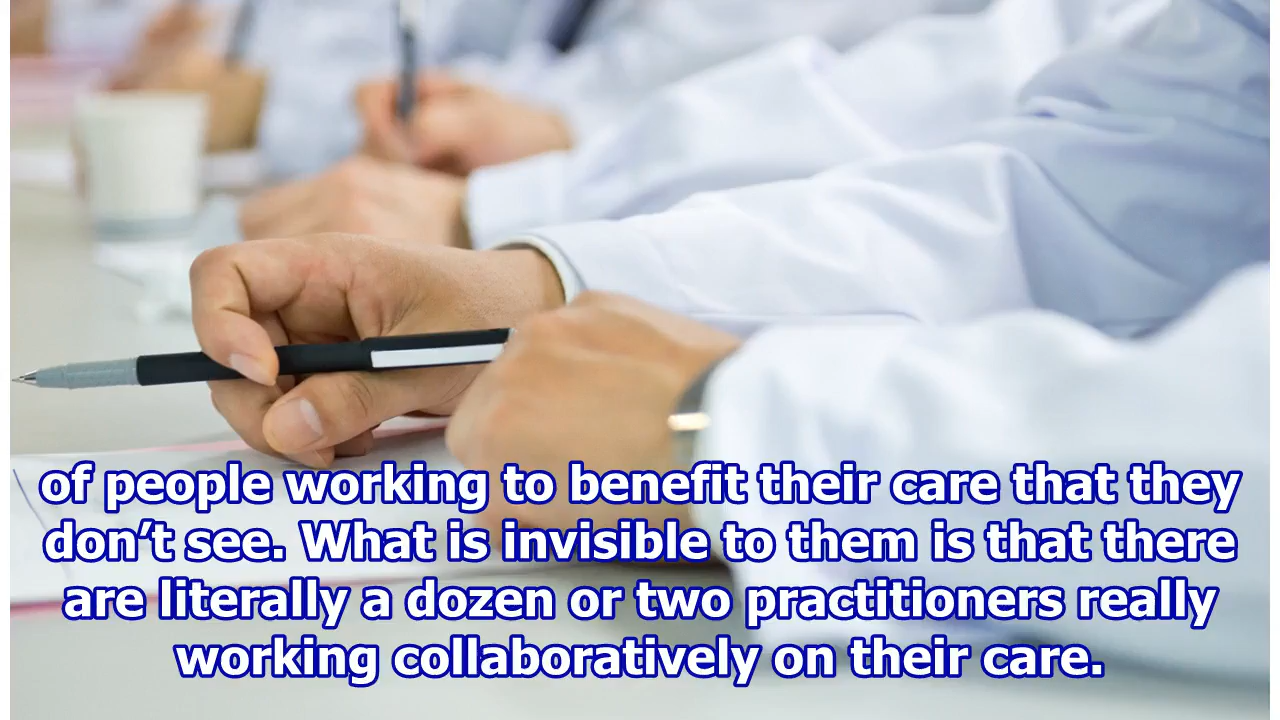 of people working to benefit their care that they
don’t see. What is invisible to them is that there
are literally a dozen or two practitioners really
working collaboratively on their care.